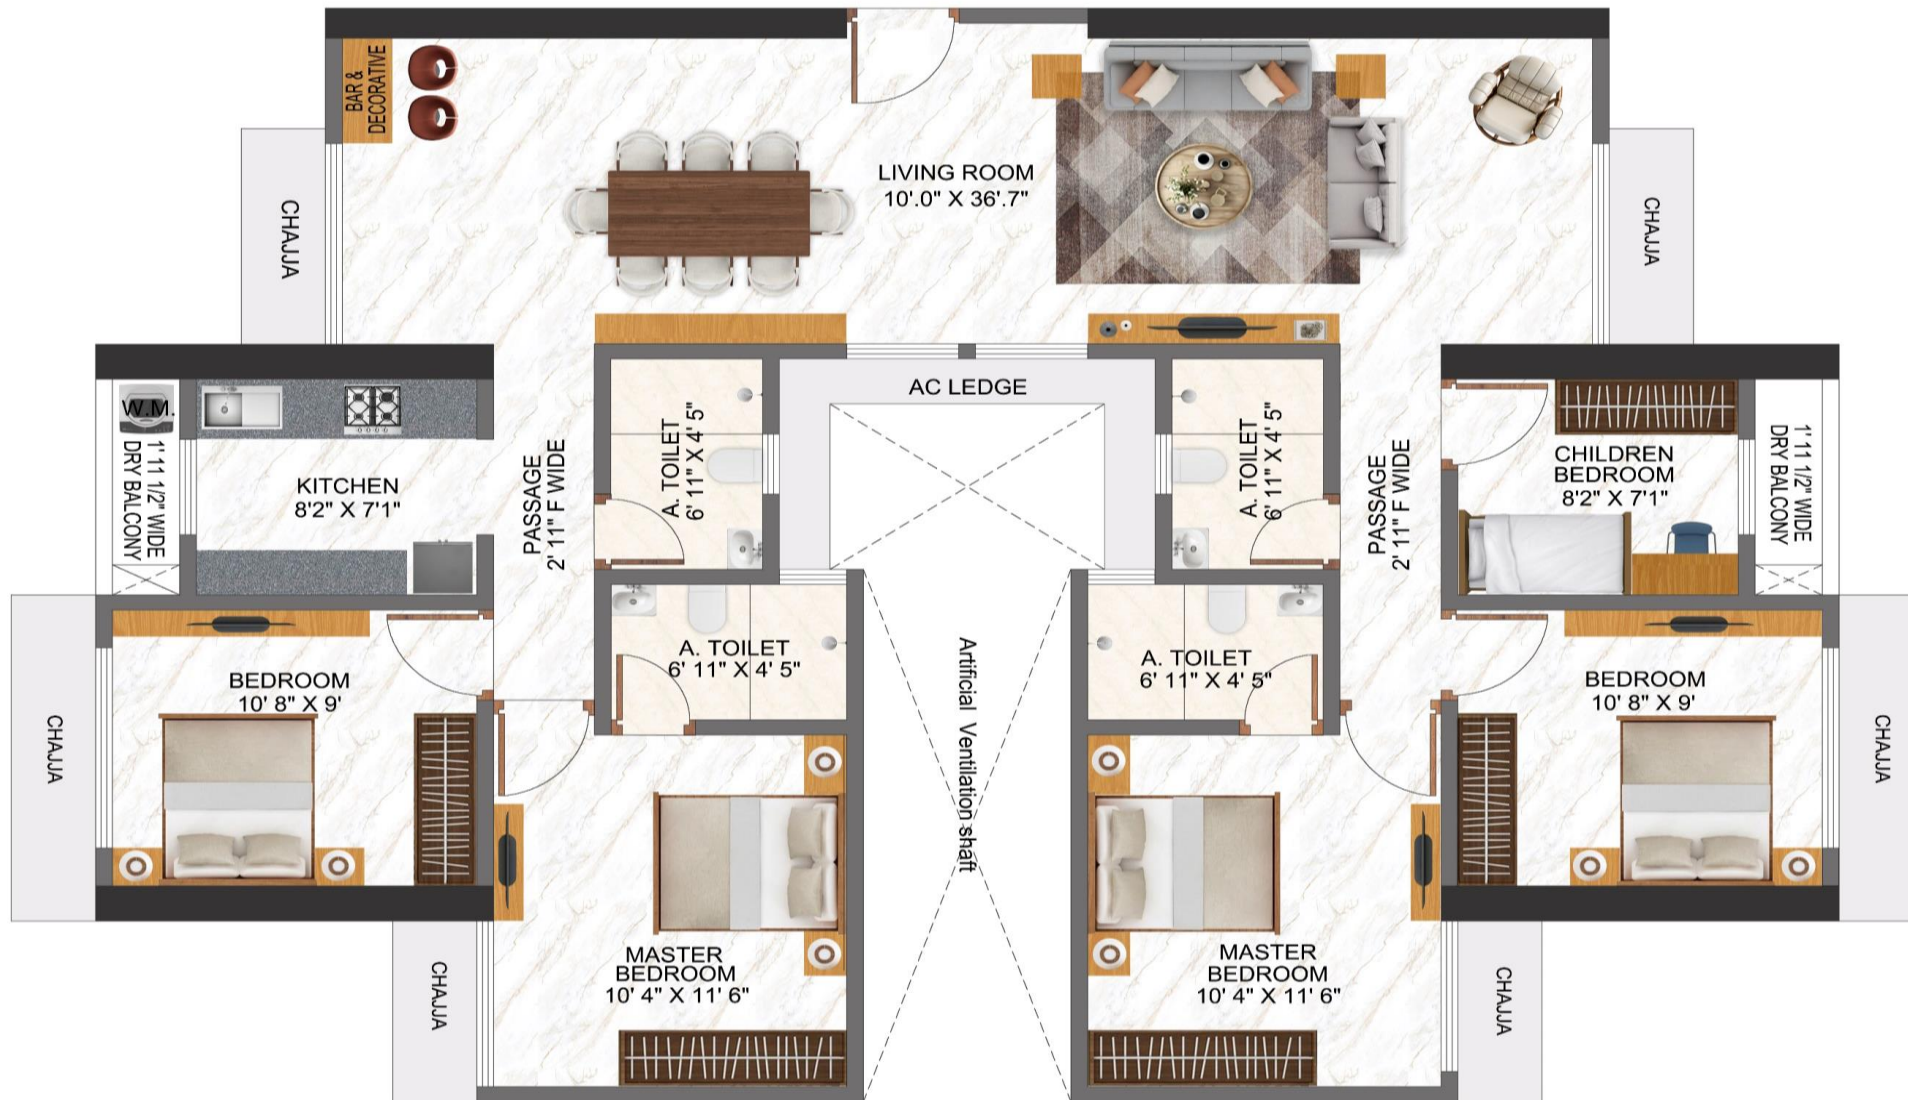 BAR &
DECORATIVE
LIVING ROOM
10'.0" X 36'.7"
CHAJJA
CHAJJA
AC LEDGE
W.M.
1' 11 1/2" WIDE
DRY BALCONY
KITCHEN
8'2" X 7'1"
PASSAGE
2' 11" F WIDE
A. TOILET
6' 11" X 4' 5"
A. TOILET
6' 11" X 4' 5"
PASSAGE
2' 11" F WIDE
CHILDREN
BEDROOM
8'2" X 7'1"
1' 11 1/2" WIDE
DRY BALCONY
BEDROOM
10' 8" X 9'
A. TOILET
6' 11" X 4' 5"
Artificial Ventilation shaft
A. TOILET
6' 11" X 4' 5"
BEDROOM
10' 8" X 9'
CHAJJA
CHAJJA
MASTER
BEDROOM
10' 4" X 11' 6"
MASTER
BEDROOM
10' 4" X 11' 6"
CHAJJA
CHAJJA